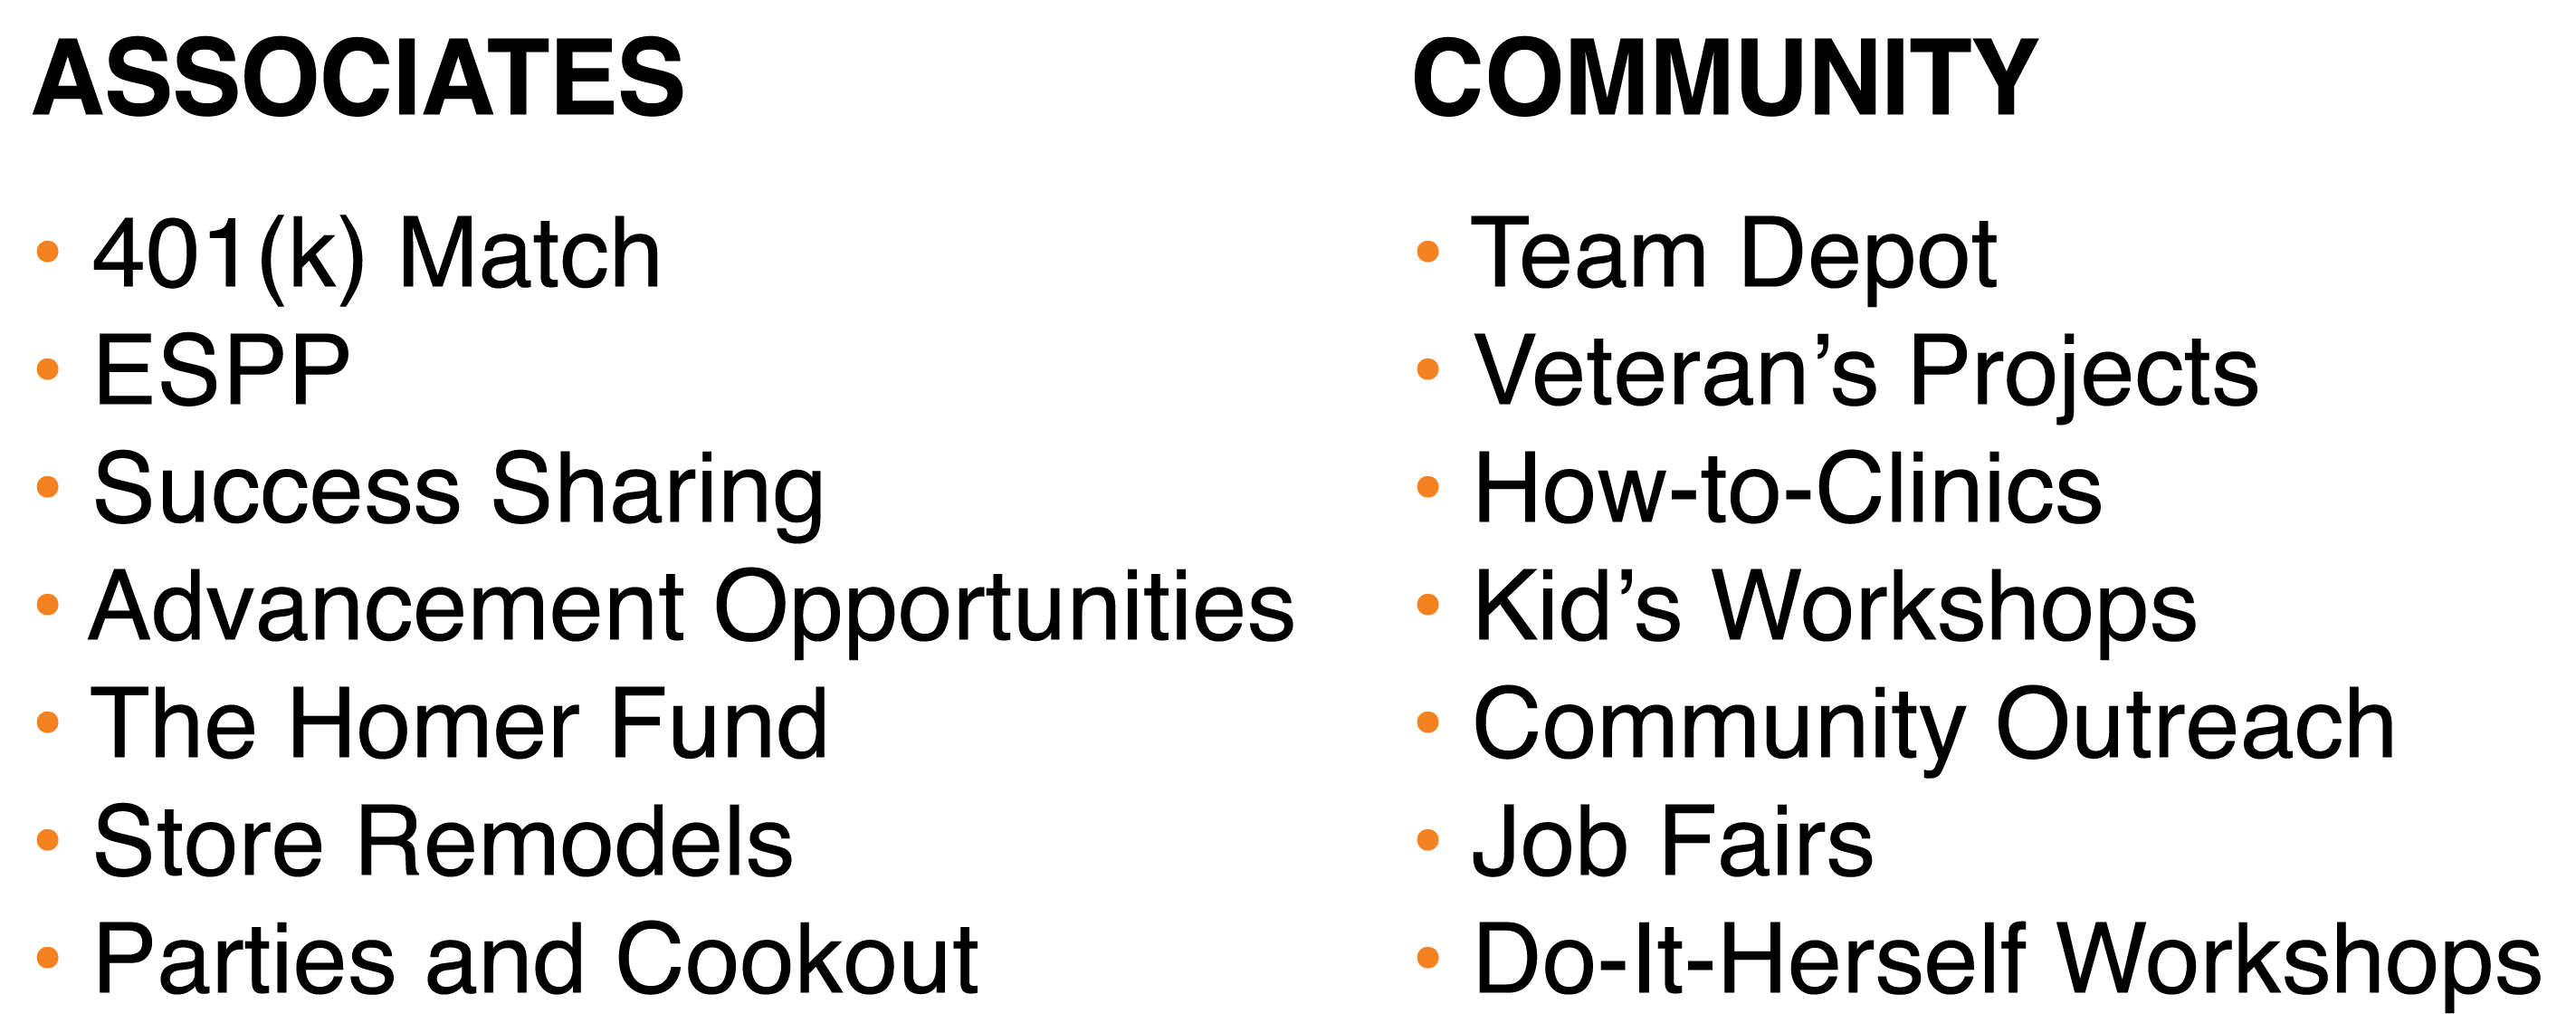 ASSOCIATES
• 401(k) Match
• ESPP
• Success Sharing
• Advancement Opportunities
• The Homer Fund
• Store Remodels
• Parties and Cookout
COMMUNITY
• Team Depot
• Veteran’s Projects
• How-to-Clinics
• Kid’s Workshops
• Community Outreach
• Job Fairs
• Do-It-Herself Workshops